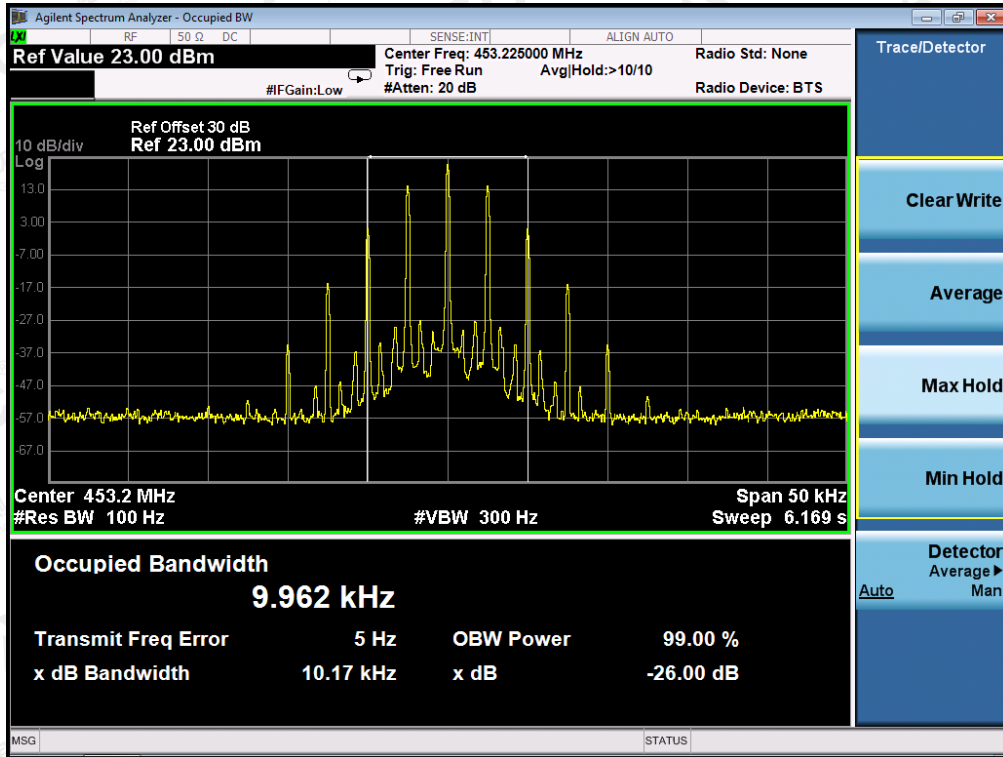 Agilent Spectrum Analyzer - Occupied BW
LXI RF 50 Ω DC SENSE:INT ALIGN AUTO
Ref Value 23.00 dBm Center Freq: 453.225000 MHz Radio Std: None
Trig: Free Run Avg|Hold:>10/10
#IFGain:Low #Atten: 20 dB Radio Device: BTS
Ref Offset 30 dB
10 dB/div Ref 23.00 dBm
Log
13.0
3.00
-7.00
-17.0
-27.0
-37.0
-47.0
-57.0
-67.0
Center 453.2 MHz Span 50 kHz
#Res BW 100 Hz #VBW 300 Hz Sweep 6.169 s
Occupied Bandwidth
9.962 kHz
Transmit Freq Error 5 Hz OBW Power 99.00 %
x dB Bandwidth 10.17 kHz x dB -26.00 dB
MSG STATUS
Trace/Detector
Clear Write
Average
Max Hold
Min Hold
Detector
Average
Auto Man